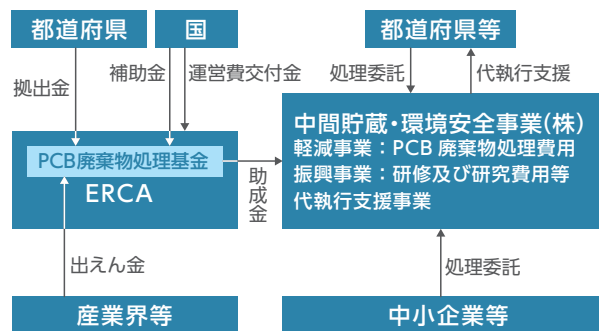 都道府県
国
都道府県等
拠出金
補助金
運営費交付金
処理委託
代執行支援
PCB廃棄物処理基金
ERCA
助成金
中間貯蔵・環境安全事業(株)
軽減事業：PCB 廃棄物処理費用
振興事業：研修及び研究費用等
代執行支援事業
出えん金
処理委託
産業界等
中小企業等